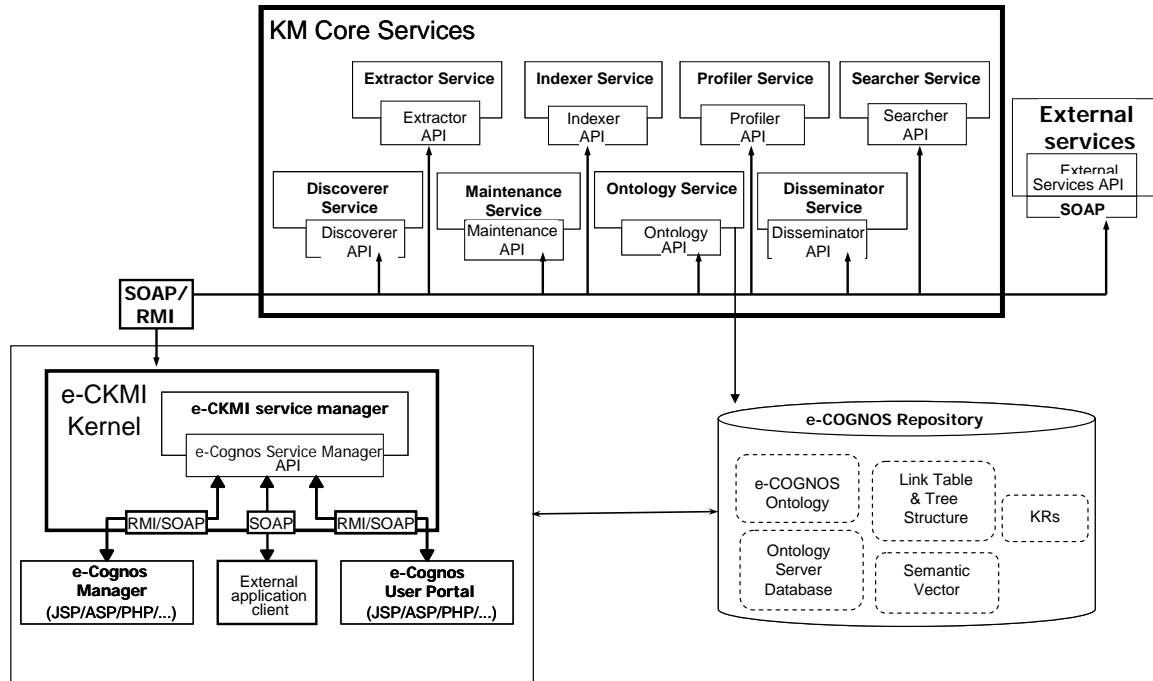 KM Core Services
Extractor Service
Extractor
API
Indexer Service
Indexer
API
Profiler Service
Profiler
API
Searcher Service
Searcher
API
External
services
External
Services API
SOAP
Discoverer
Service
Discoverer
API
Maintenance
Service
Maintenance
API
Ontology Service
Ontology
API
Disseminator
Service
Disseminator
API
SOAP/
RMI
e-CKMI
Kernel
e-CKMI service manager
e-Cognos Service Manager
API
RMI/SOAP
SOAP
RMI/SOAP
e-Cognos
Manager
(JSP/ASP/PHP/...)
External
application
client
e-Cognos
User Portal
(JSP/ASP/PHP/...)
e-COGNOS Repository
e-COGNOS
Ontology
Link Table
& Tree
Structure
KRs
Ontology
Server
Database
Semantic
Vector